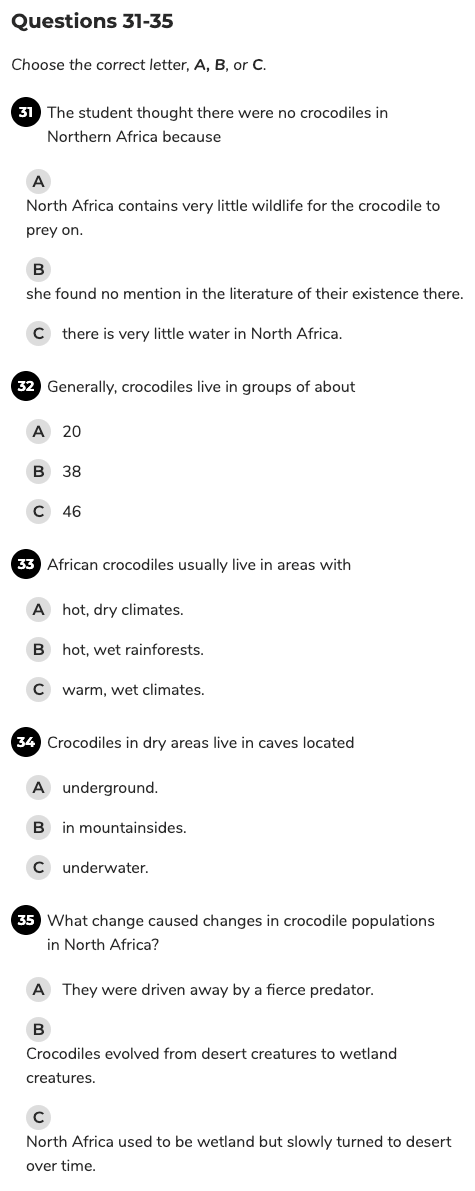 Questions 31-35
Choose the correct letter, A, B, or C.
31 The student thought there were no crocodiles in
Northern Africa because
A
North Africa contains very little wildlife for the crocodile to
prey on.
B
she found no mention in the literature of their existence there.
C there is very little water in North Africa.
32 Generally, crocodiles live in groups of about
A 20
B 38
C 46
33 African crocodiles usually live in areas with
A hot, dry climates.
B hot, wet rainforests.
C warm, wet climates.
34 Crocodiles in dry areas live in caves located
A underground.
B in mountainsides.
C underwater.
35 What change caused changes in crocodile populations
in North Africa?
A They were driven away by a fierce predator.
B
Crocodiles evolved from desert creatures to wetland
creatures.
C
North Africa used to be wetland but slowly turned to desert
over time.